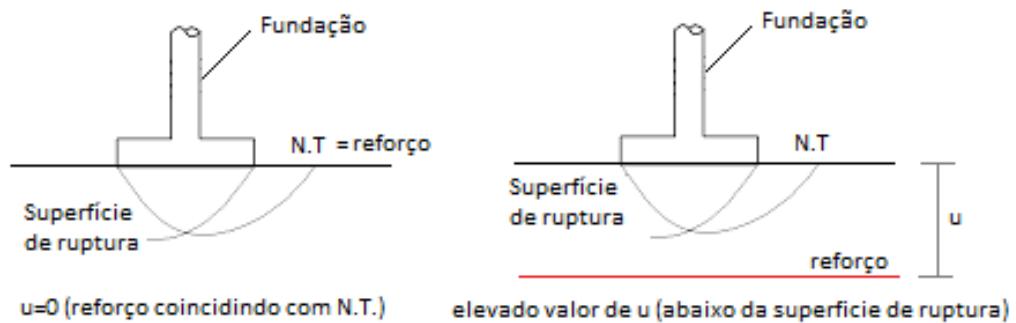 Fundação
N.T = reforço
Superfície
de ruptura
u=0 (reforço coincidindo com N.T.)
Fundação
N.T
Superfície
de ruptura
u
reforço
elevado valor de u (abaixo da superficie de ruptura)